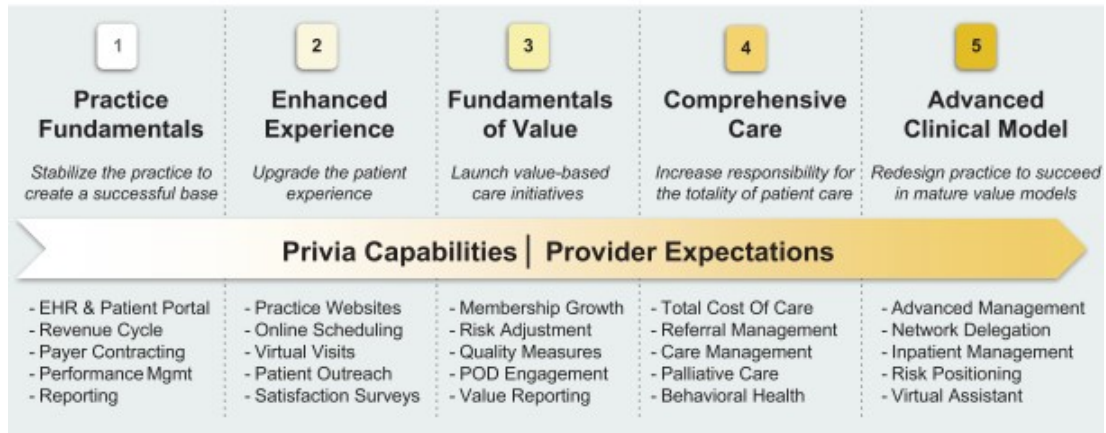 1
Practice
Fundamentals
Stabilize the practice to
create a successful base
2
Enhanced
Experience
Upgrade the patient
experience
3
Fundamentals
of Value
Launch value-based
care initiatives
4
Comprehensive
Care
Increase responsibility for
the totality of patient care
5
Advanced
Clinical Model
Redesign practice to succeed
in mature value models
Privia Capabilities | Provider Expectations
- EHR & Patient Portal
- Revenue Cycle
- Payer Contracting
- Performance Mgmt
- Reporting
- Practice Websites
- Online Scheduling
- Virtual Visits
- Patient Outreach
- Satisfaction Surveys
- Membership Growth
- Risk Adjustment
- Quality Measures
- POD Engagement
- Value Reporting
- Total Cost Of Care
- Referral Management
- Care Management
- Palliative Care
- Behavioral Health
- Advanced Management
- Network Delegation
- Inpatient Management
- Risk Positioning
- Virtual Assistant